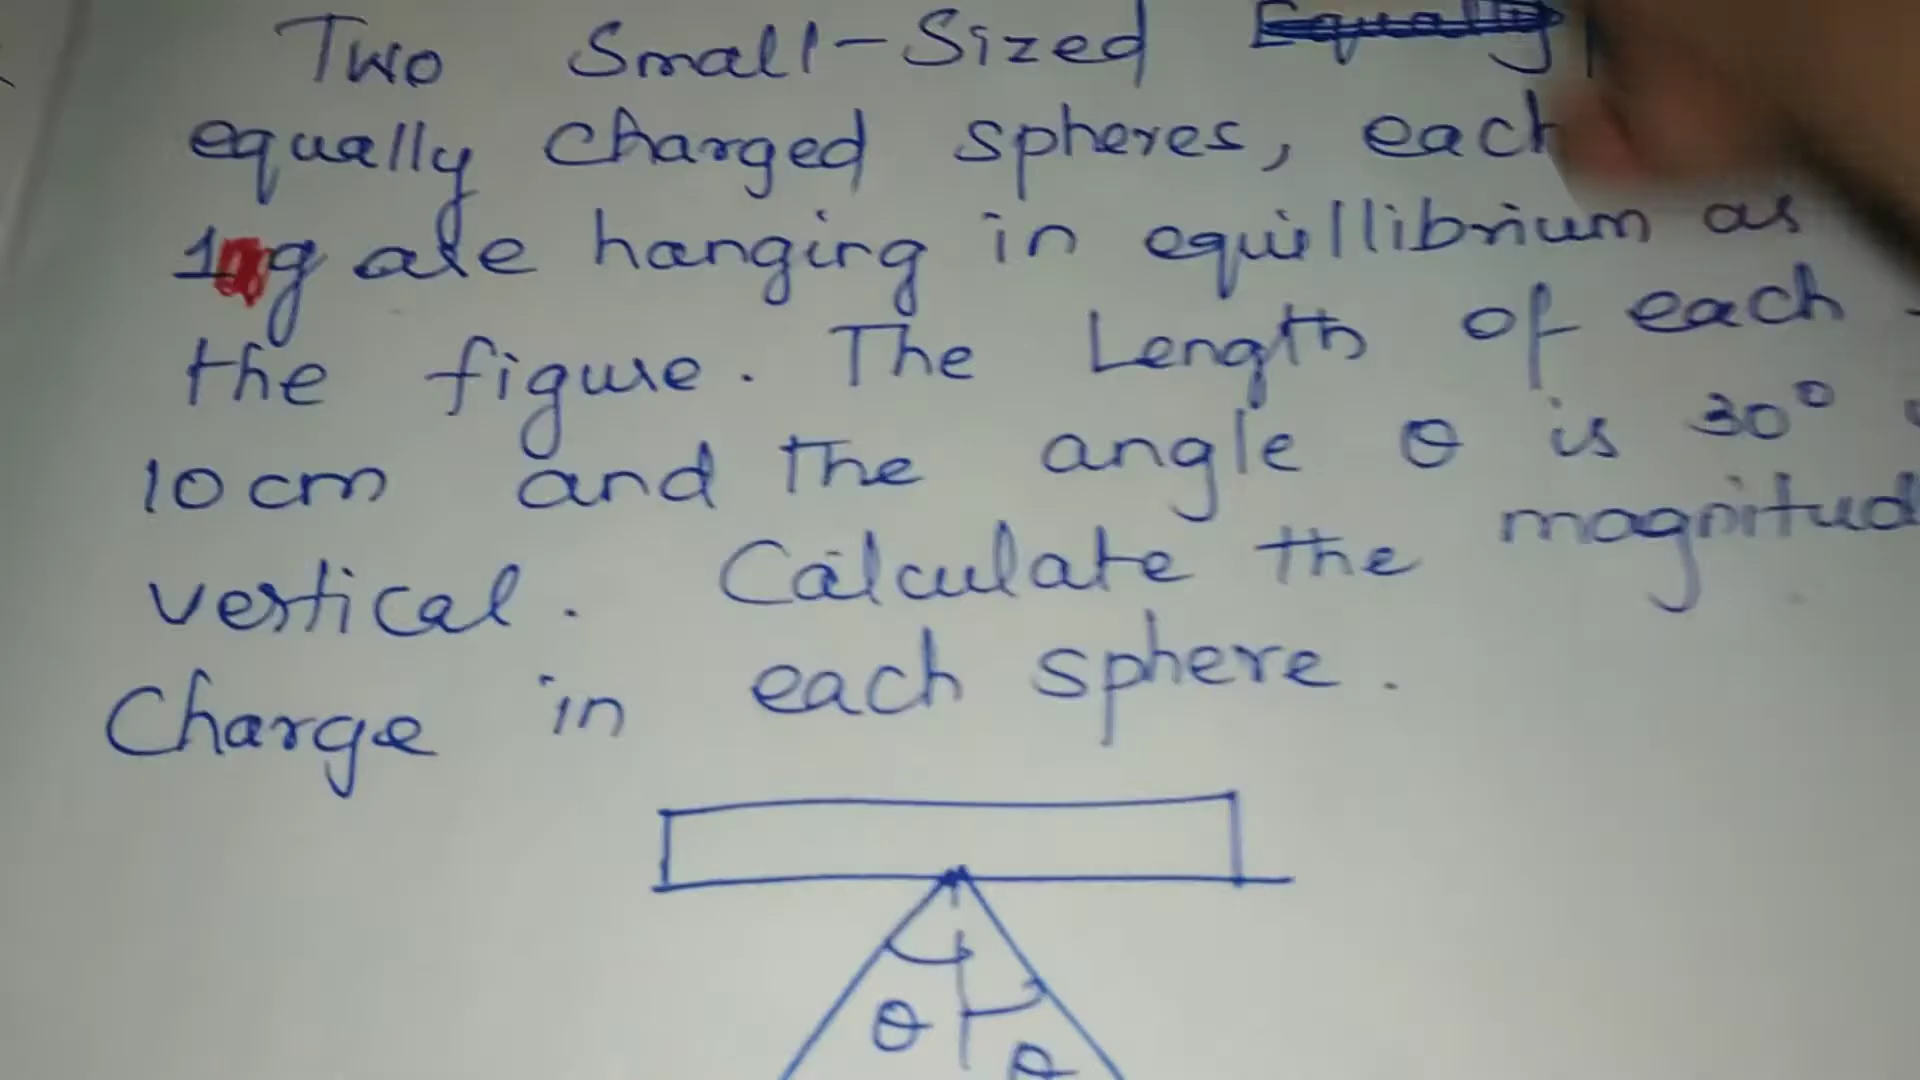 Two Small-Sized
equally charged spheres, each
1g are hanging in equillibrium as
the figure. The Length of each
10cm and the angle θ is 30°
vertical. Calculate the magnitud
Charge in each sphere.
θ
θ